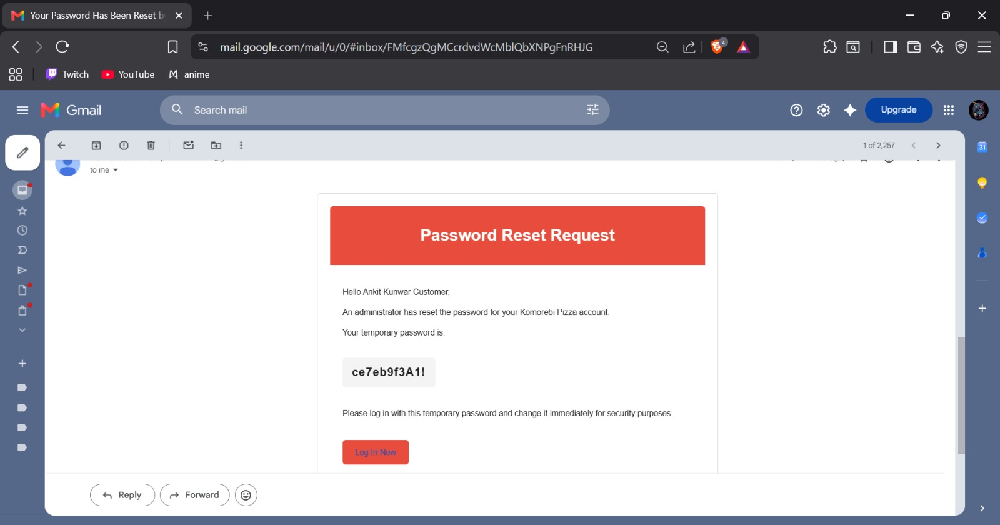 Your Password Has Been Reset b
mail.google.com/mail/u/0/#inbox/FMfcgzQgMCcrdvdWcMblQbXNPgFnRHJG
4
Twitch
YouTube
anime
Gmail
Search mail
Upgrade
1 of 2,257
31
to me
Password Reset Request
Hello Ankit Kunwar Customer,
An administrator has reset the password for your Komorebi Pizza account.
Your temporary password is:
ce7eb9f3A1!
Please log in with this temporary password and change it immediately for security purposes.
Log In Now
Reply
Forward